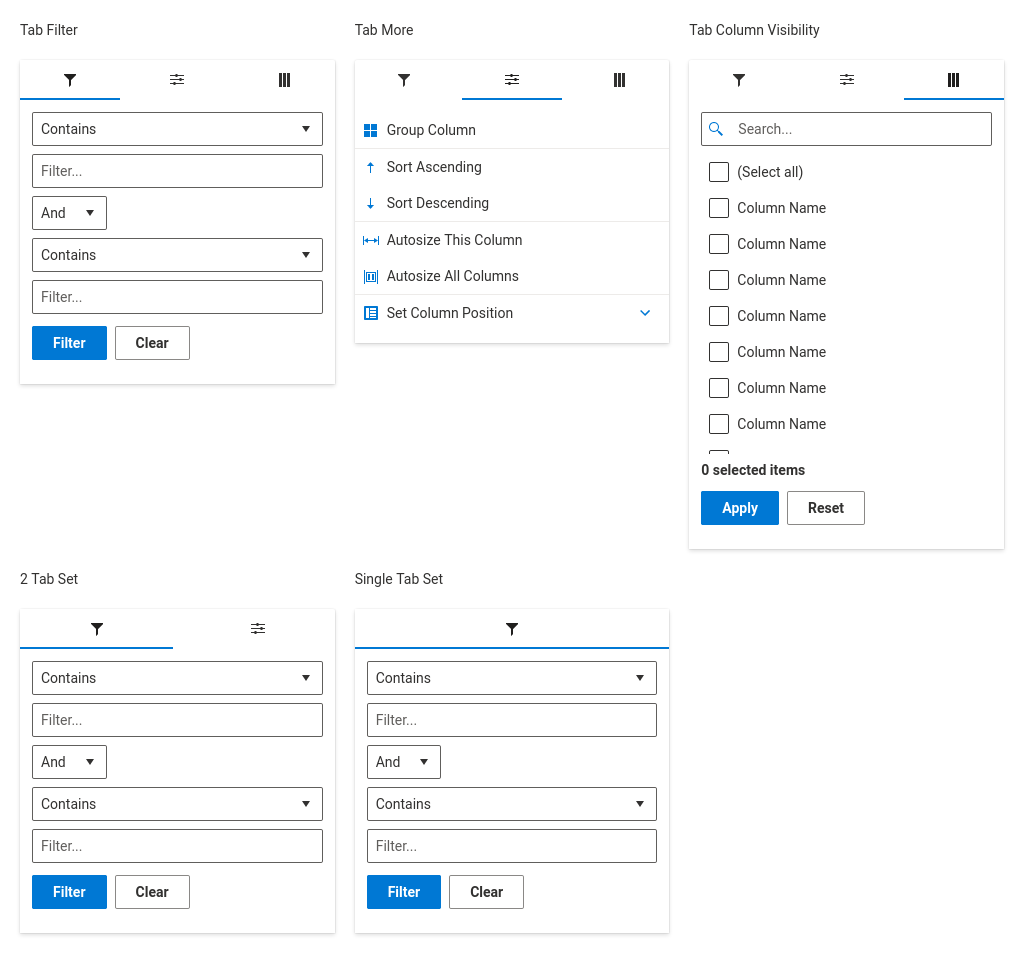 Tab Filter
Contains
Filter...
And
Contains
Filter...
Filter Clear
Tab More
Group Column
Sort Ascending
Sort Descending
Autosize This Column
Autosize All Columns
Set Column Position
Tab Column Visibility
Search...
(Select all)
Column Name
Column Name
Column Name
Column Name
Column Name
Column Name
Column Name
0 selected items
Apply Reset
2 Tab Set
Contains
Filter...
And
Contains
Filter...
Filter Clear
Single Tab Set
Contains
Filter...
And
Contains
Filter...
Filter Clear